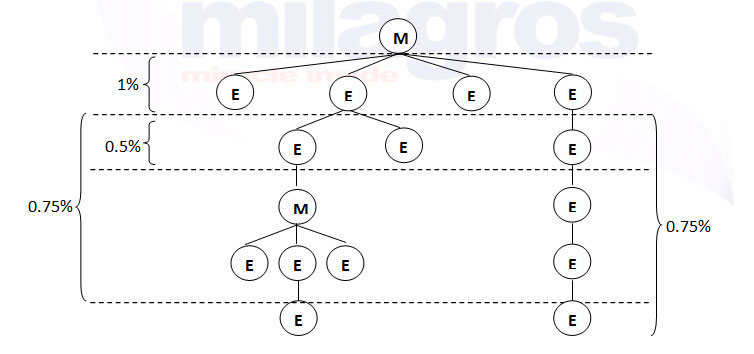 milagros
miracle inside
M
1%
E E E E
0.5%
E E E
0.75%
M E
0.75%
E E E E
E E